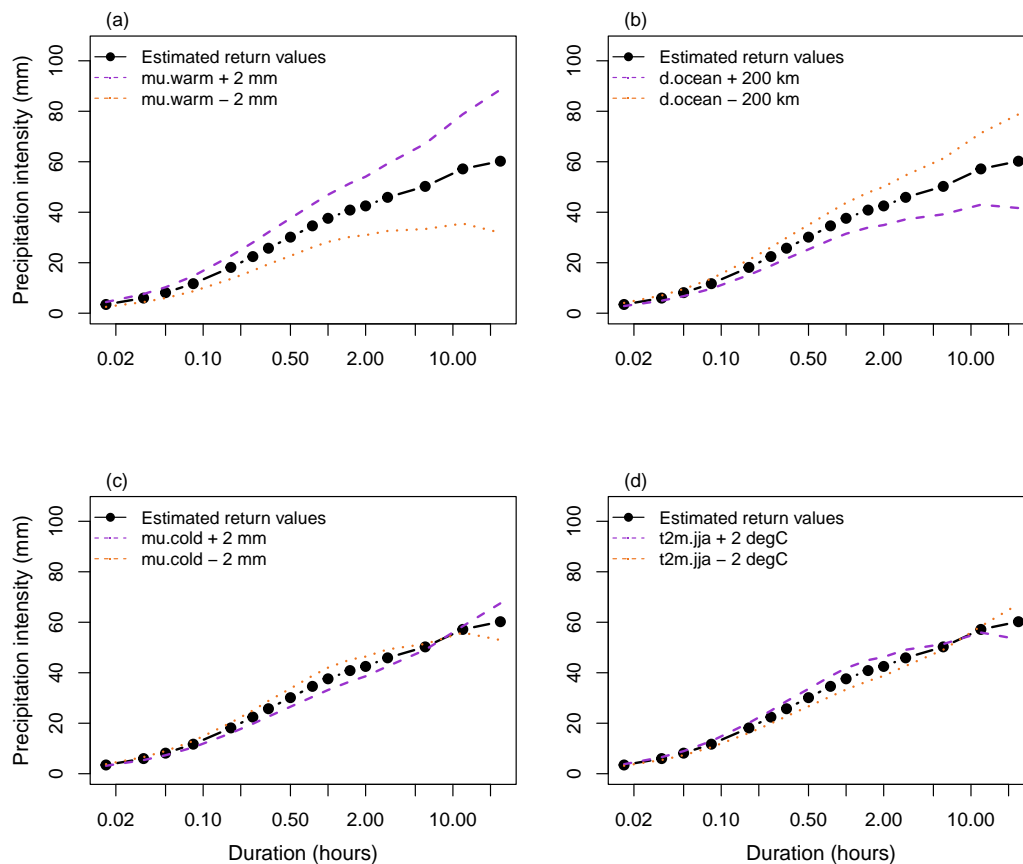 (a)
Estimated return values
mu.warm + 2 mm
mu.warm − 2 mm
Precipitation intensity (mm)
0 20 40 60 80 100
0.02 0.10 0.50 2.00 10.00
(b)
Estimated return values
d.ocean + 200 km
d.ocean − 200 km
0 20 40 60 80 100
0.02 0.10 0.50 2.00 10.00
(c)
Estimated return values
mu.cold + 2 mm
mu.cold − 2 mm
Precipitation intensity (mm)
0 20 40 60 80 100
0.02 0.10 0.50 2.00 10.00
Duration (hours)
(d)
Estimated return values
t2m.jja + 2 degC
t2m.jja − 2 degC
0 20 40 60 80 100
0.02 0.10 0.50 2.00 10.00
Duration (hours)